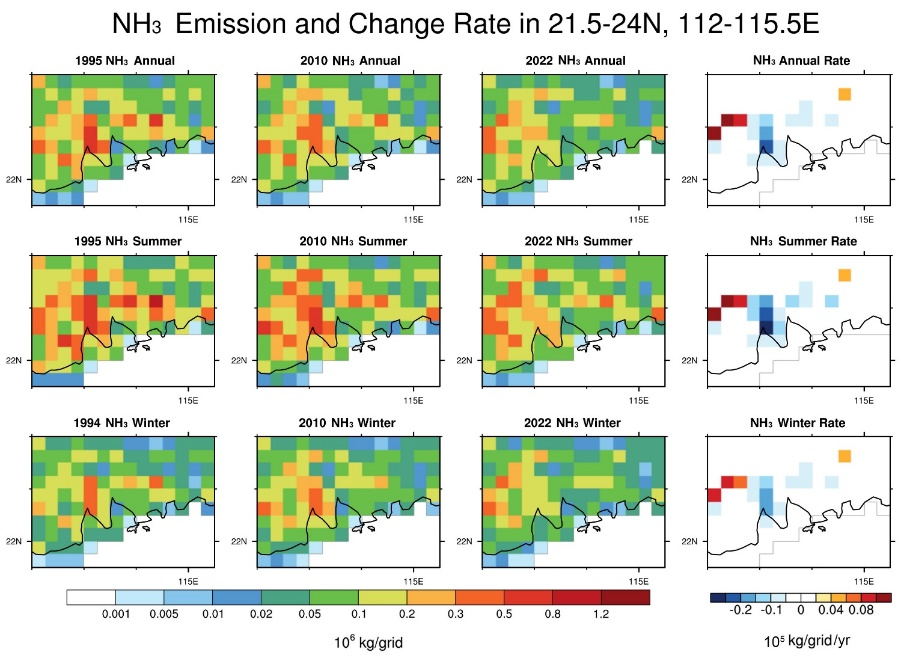 NH₃ Emission and Change Rate in 21.5-24N, 112-115.5E
1995 NH₃ Annual 2010 NH₃ Annual 2022 NH₃ Annual NH₃ Annual Rate
22N 22N 22N 22N
115E 115E 115E 115E
1995 NH₃ Summer 2010 NH₃ Summer 2022 NH₃ Summer NH₃ Summer Rate
22N 22N 22N 22N
115E 115E 115E 115E
1994 NH₃ Winter 2010 NH₃ Winter 2022 NH₃ Winter NH₃ Winter Rate
22N 22N 22N 22N
115E 115E 115E 115E
0.001 0.005 0.01 0.02 0.05 0.1 0.2 0.3 0.5 0.8 1.2 -0.2 -0.1 0 0.04 0.08
10⁶ kg/grid 10⁵ kg/grid/yr